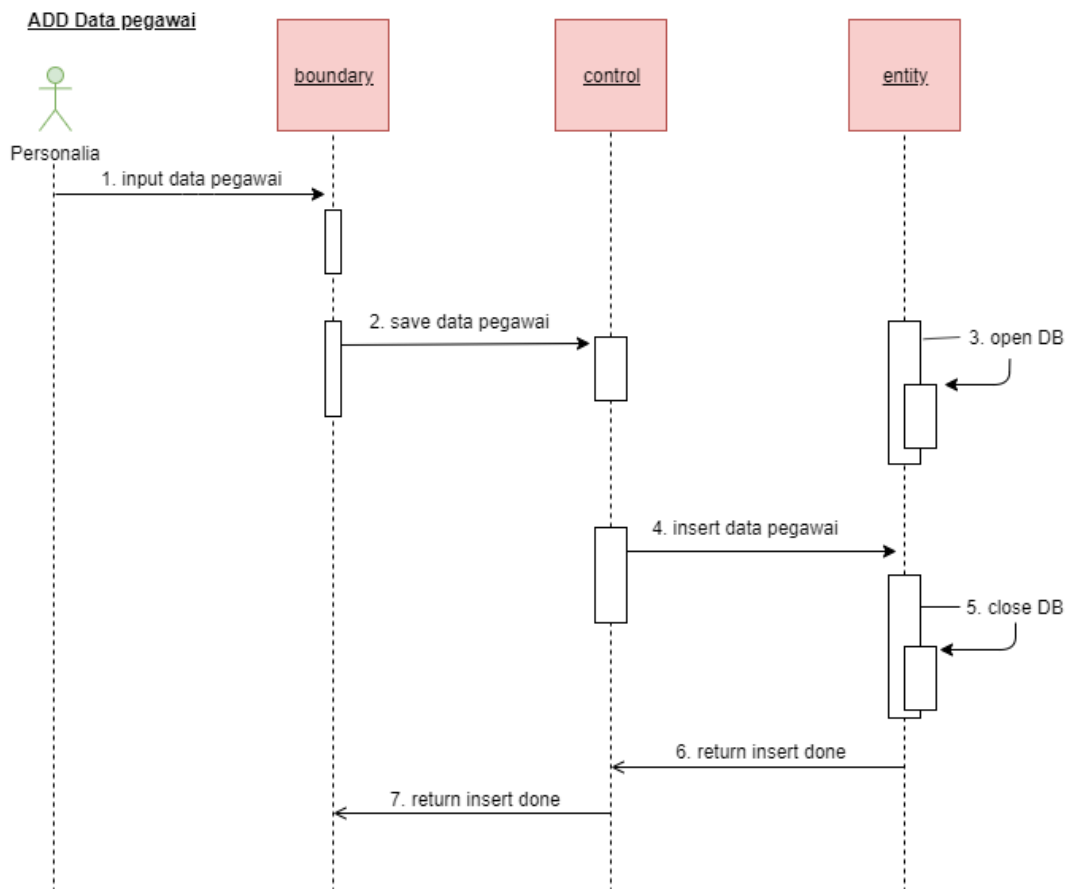 ADD Data pegawai
boundary
control
entity
Personalia
1. input data pegawai
2. save data pegawai
3. open DB
4. insert data pegawai
5. close DB
6. return insert done
7. return insert done